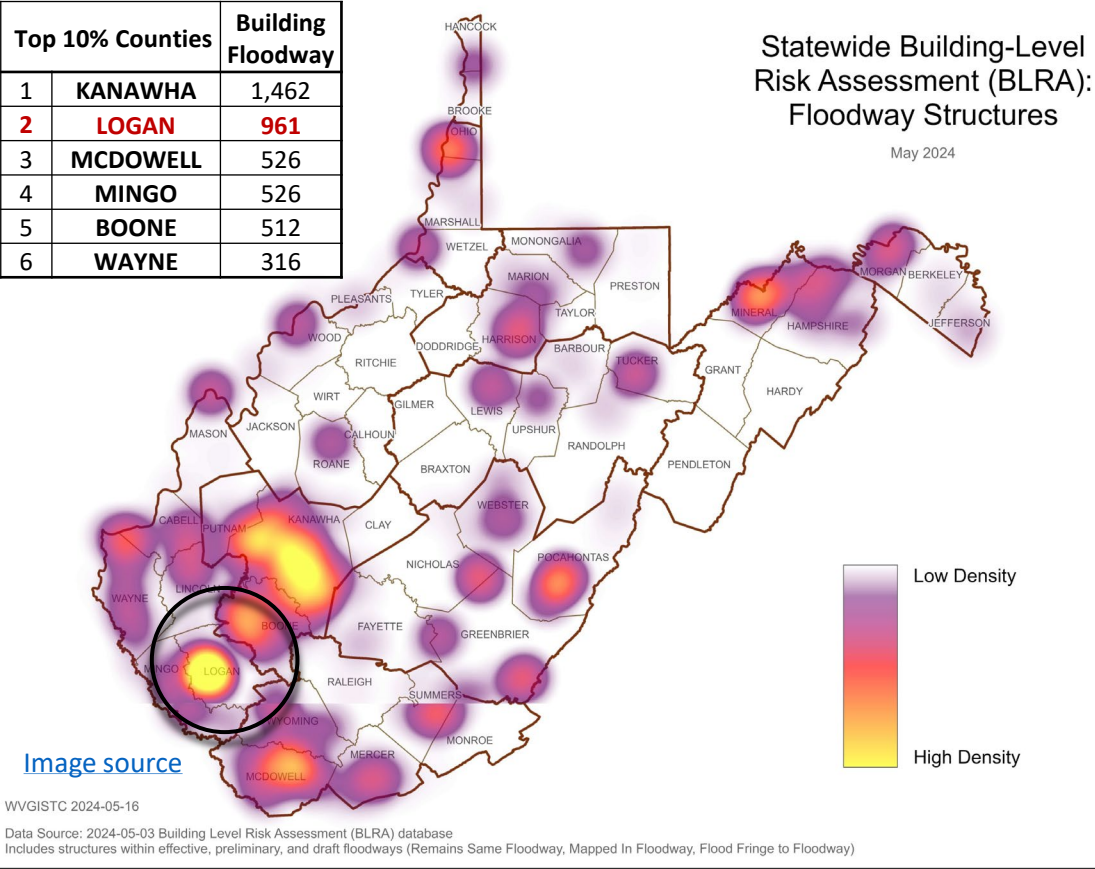 Top 10% Counties Building Floodway
1 KANAWHA 1,462
2 LOGAN 961
3 MCDOWELL 526
4 MINGO 526
5 BOONE 512
6 WAYNE 316
Statewide Building-Level
Risk Assessment (BLRA):
Floodway Structures
May 2024
HANCOCK
BROOKE
OHIO
MARSHALL
WETZEL
MONONGALIA
MARION
PRESTON
MORGAN
BERKELEY
PLEASANTS
TYLER
TAYLOR
MINERAL
HAMPSHIRE
JEFFERSON
WOOD
DODDRIDGE
HARRISON
BARBOUR
RITCHIE
TUCKER
GRANT
HARDY
WIRT
GILMER
LEWIS
JACKSON
MASON
CALHOUN
UPSHUR
RANDOLPH
ROANE
BRAXTON
PENDLETON
WEBSTER
CABELL
PUTNAM
KANAWHA
CLAY
NICHOLAS
POCAHONTAS
LINCOLN
WAYNE
BOONE
FAYETTE
GREENBRIER
MINGO
LOGAN
RALEIGH
SUMMERS
WYOMING
MONROE
MERCER
MCDOWELL
Low Density
High Density
Image source
WVGISTC 2024-05-16
Data Source: 2024-05-03 Building Level Risk Assessment (BLRA) database
Includes structures within effective, preliminary, and draft floodways (Remains Same Floodway, Mapped In Floodway, Flood Fringe to Floodway)